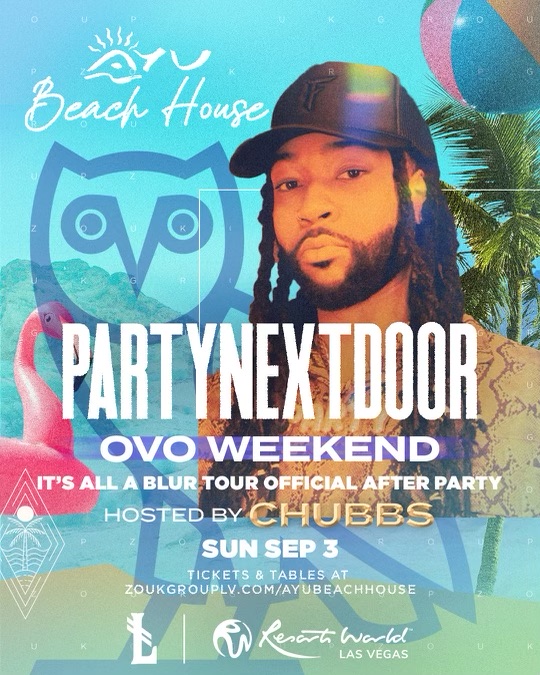 AYU
Beach House
PARTYNEXTDOOR
OVO WEEKEND
IT'S ALL A BLUR TOUR OFFICIAL AFTER PARTY
HOSTED BY CHUBBS
SUN SEP 3
TICKETS & TABLES AT
ZOUKGROUPLV.COM/AYUBEACHHOUSE
Resorts World
LAS VEGAS